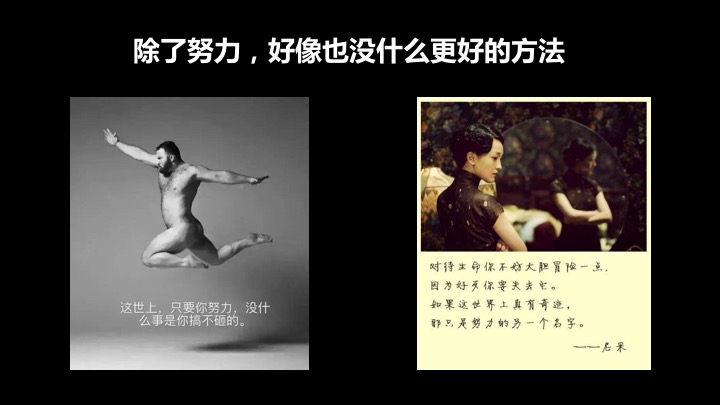 除了努力，好像也没什么更好的方法
这世上，只要你努力，没什
么事是你搞不砸的。
对待生命你不妨大胆冒险一点，
因为好歹你要失去它。
如果这世界上真有奇迹，
那只是努力的另一个名字。
——尼采